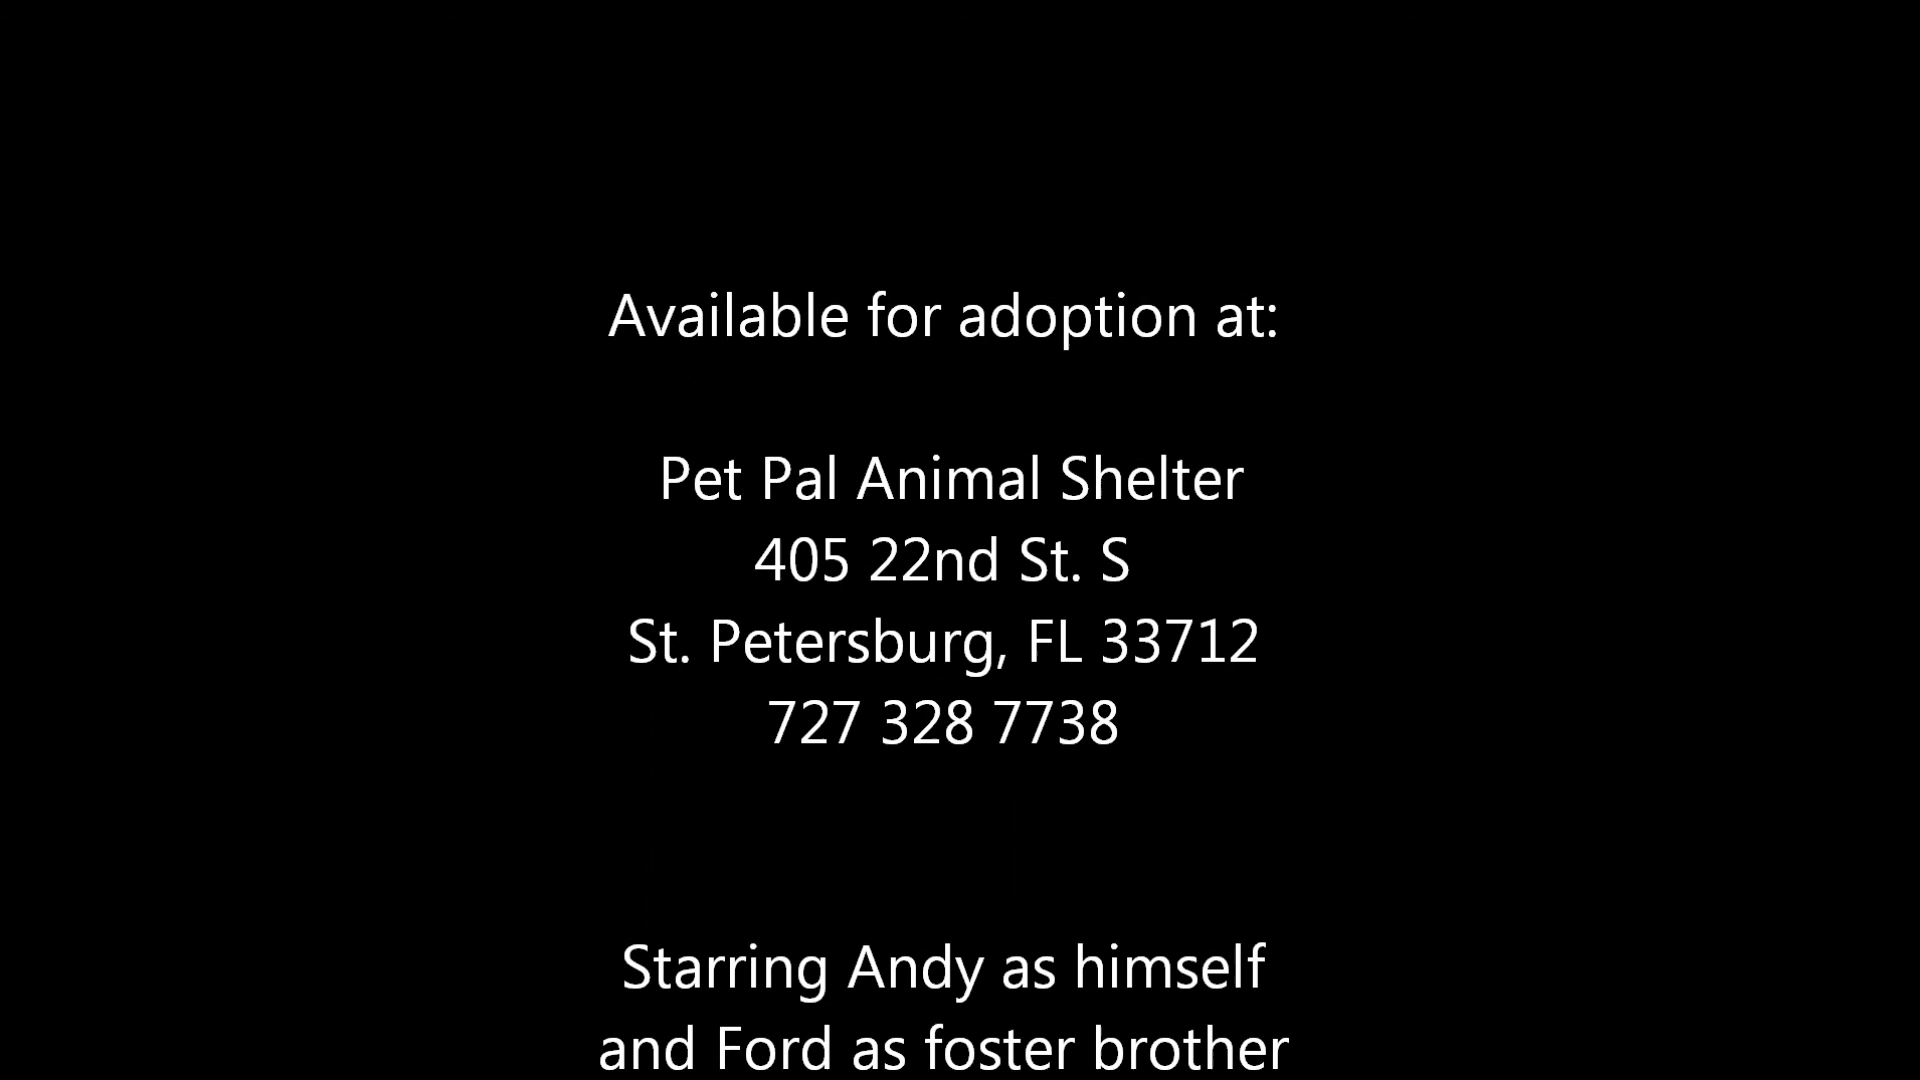 Available for adoption at:
Pet Pal Animal Shelter
405 22nd St. S
St. Petersburg, FL 33712
727 328 7738
Starring Andy as himself
and Ford as foster brother